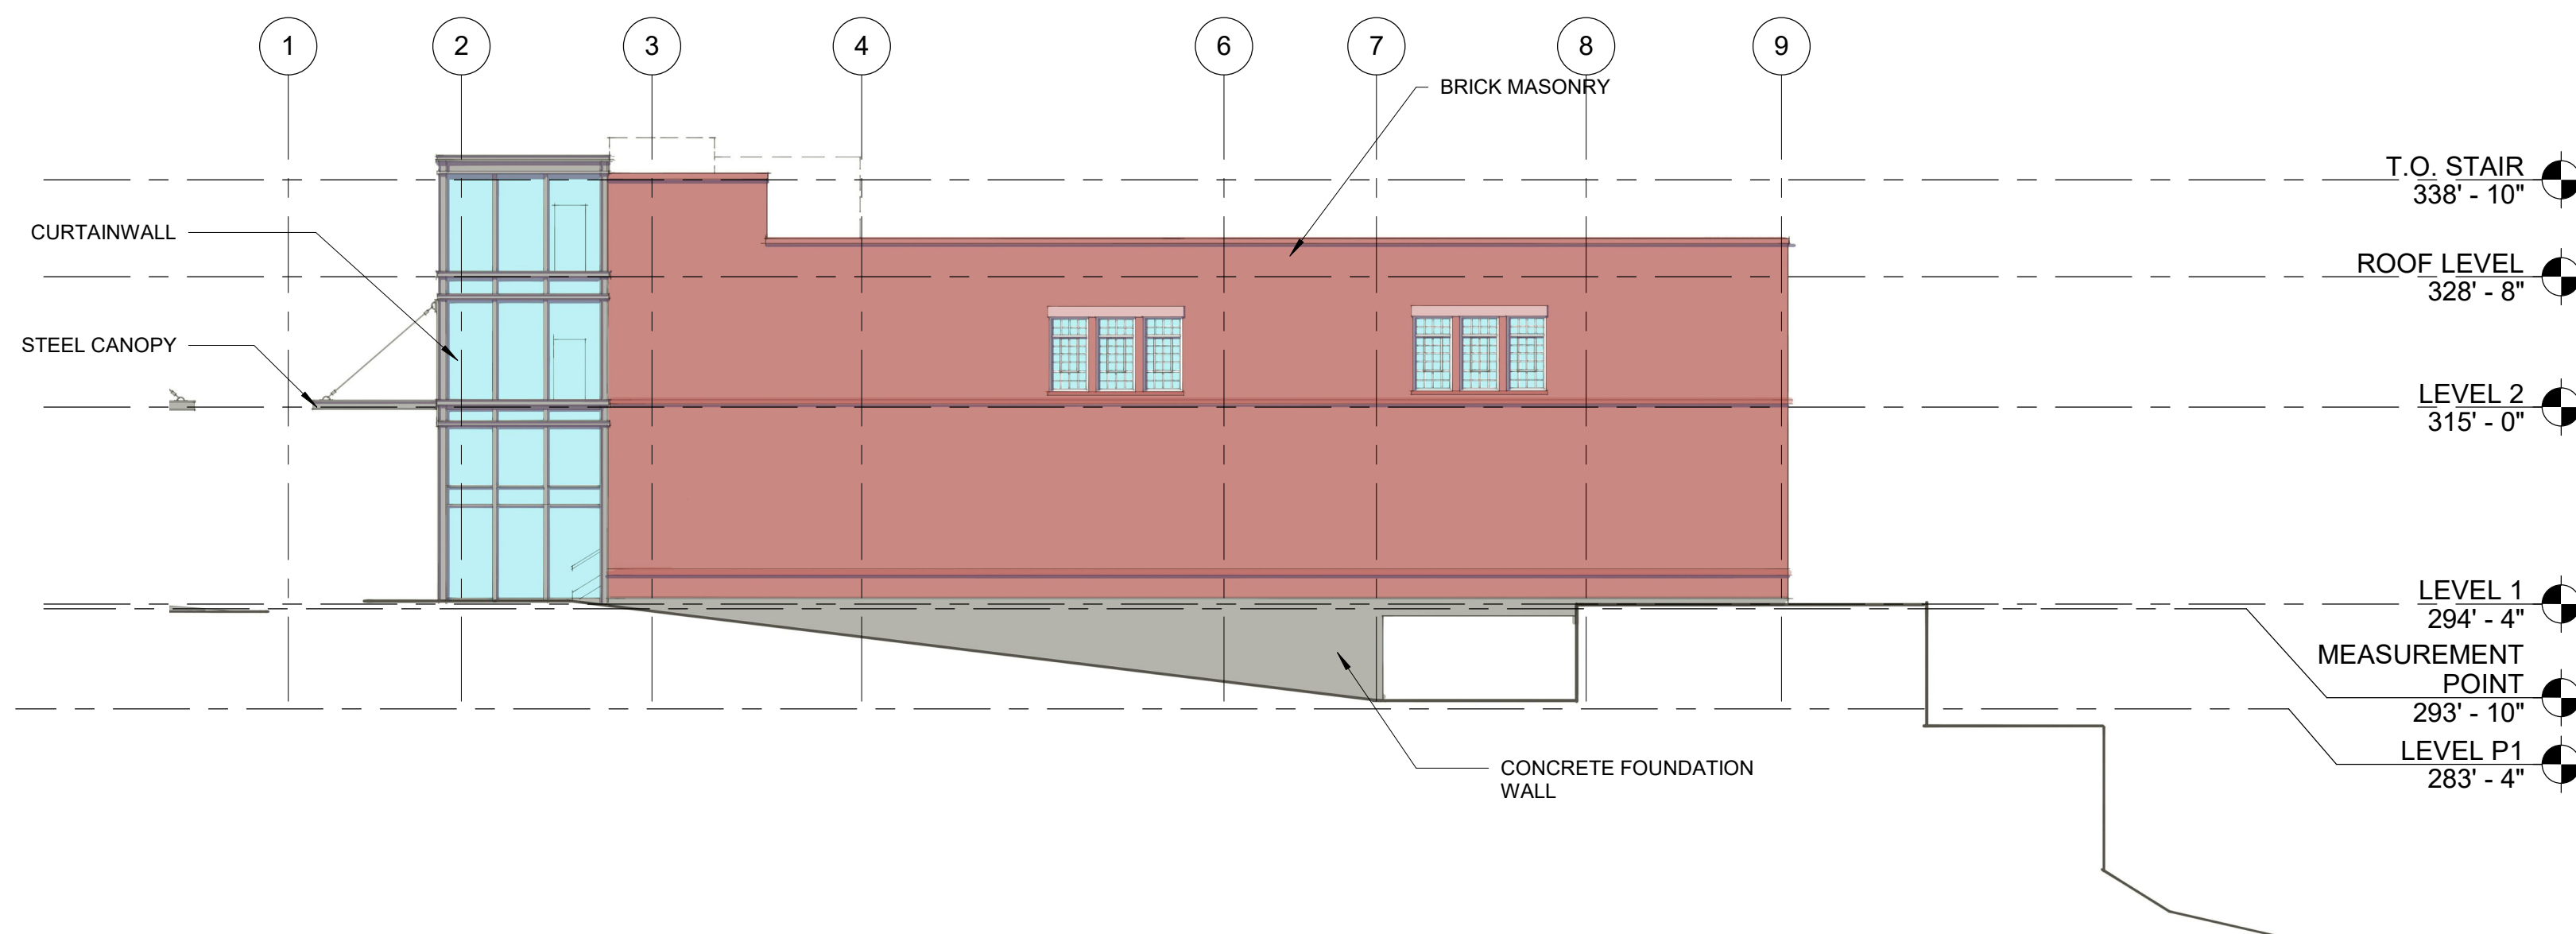 1
2
3
4
6
7
8
9
BRICK MASONRY
T.O. STAIR
338' - 10"
CURTAINWALL
ROOF LEVEL
328' - 8"
STEEL CANOPY
LEVEL 2
315' - 0"
LEVEL 1
294' - 4"
MEASUREMENT
POINT
293' - 10"
LEVEL P1
283' - 4"
CONCRETE FOUNDATION
WALL